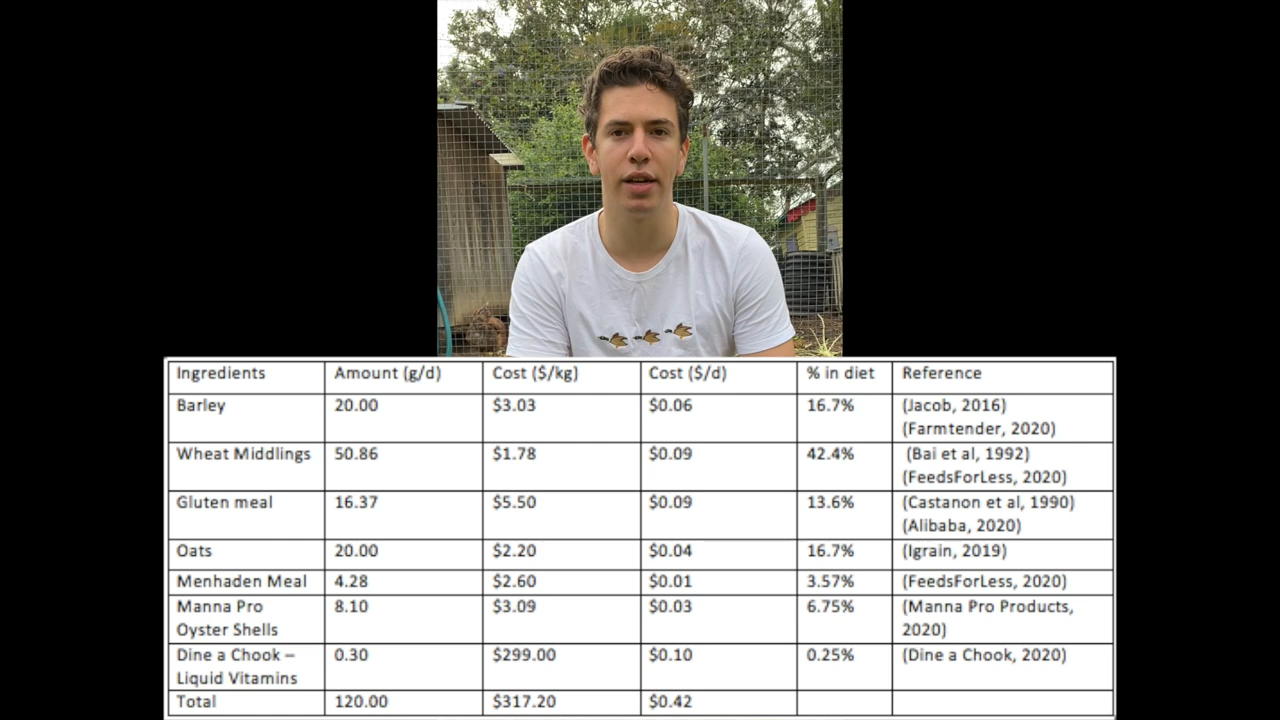 Ingredients Amount (g/d) Cost ($/kg) Cost ($/d) % in diet Reference
Barley 20.00 $3.03 $0.06 16.7% (Jacob, 2016)
(Farmtender, 2020)
Wheat Middlings 50.86 $1.78 $0.09 42.4% (Bai et al, 1992)
(FeedsForLess, 2020)
Gluten meal 16.37 $5.50 $0.09 13.6% (Castanon et al, 1990)
(Alibaba, 2020)
Oats 20.00 $2.20 $0.04 16.7% (Igrain, 2019)
Menhaden Meal 4.28 $2.60 $0.01 3.57% (FeedsForLess, 2020)
Manna Pro 8.10 $3.09 $0.03 6.75% (Manna Pro Products,
Oyster Shells 2020)
Dine a Chook – 0.30 $299.00 $0.10 0.25% (Dine a Chook, 2020)
Liquid Vitamins
Total 120.00 $317.20 $0.42